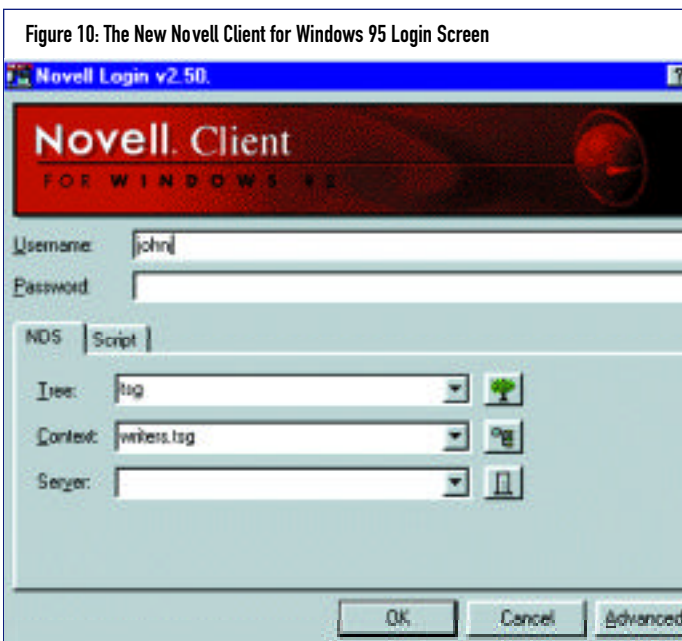 Figure 10: The New Novell Client for Windows 95 Login Screen
Novell Login v2.50.
?
Novell. Client
FOR WINDOWS 95
Username: john
Password:
NDS Script
Tree: tsg
Context: writers.tsg
Server:
OK Cancel Advanced